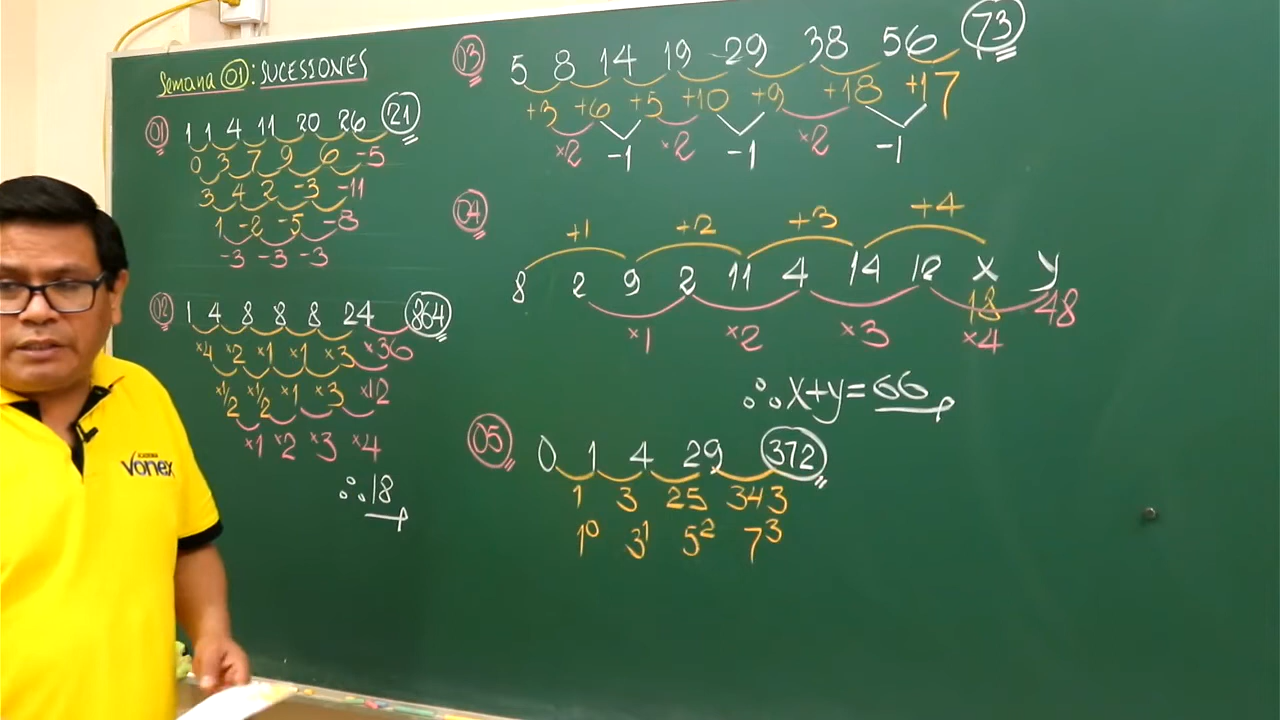 Semana 01: SUCESIONES
01
1 1 4 11 20 26 21
0 3 7 9 6 -5
3 4 2 -3 -11
1 -2 -5 -8
-3 -3 -3
02
1 4 8 8 8 24 864
×4 ×2 ×1 ×1 ×3 ×36
×1/2 ×1/2 ×1 ×3 ×12
×1 ×2 ×3 ×4
∴ 18
03
5 8 14 19 29 38 56 73
+3 +6 +5 +10 +9 +18 +17
×2 -1 ×2 -1 ×2 -1
04
+1 +2 +3 +4
8 2 9 2 11 4 14 12 x y
18 48
×1 ×2 ×3 ×4
∴ x+y= 66
05
0 1 4 29 372
1 3 25 343
1⁰ 3¹ 5² 7³
ACADEMIA
Vonex